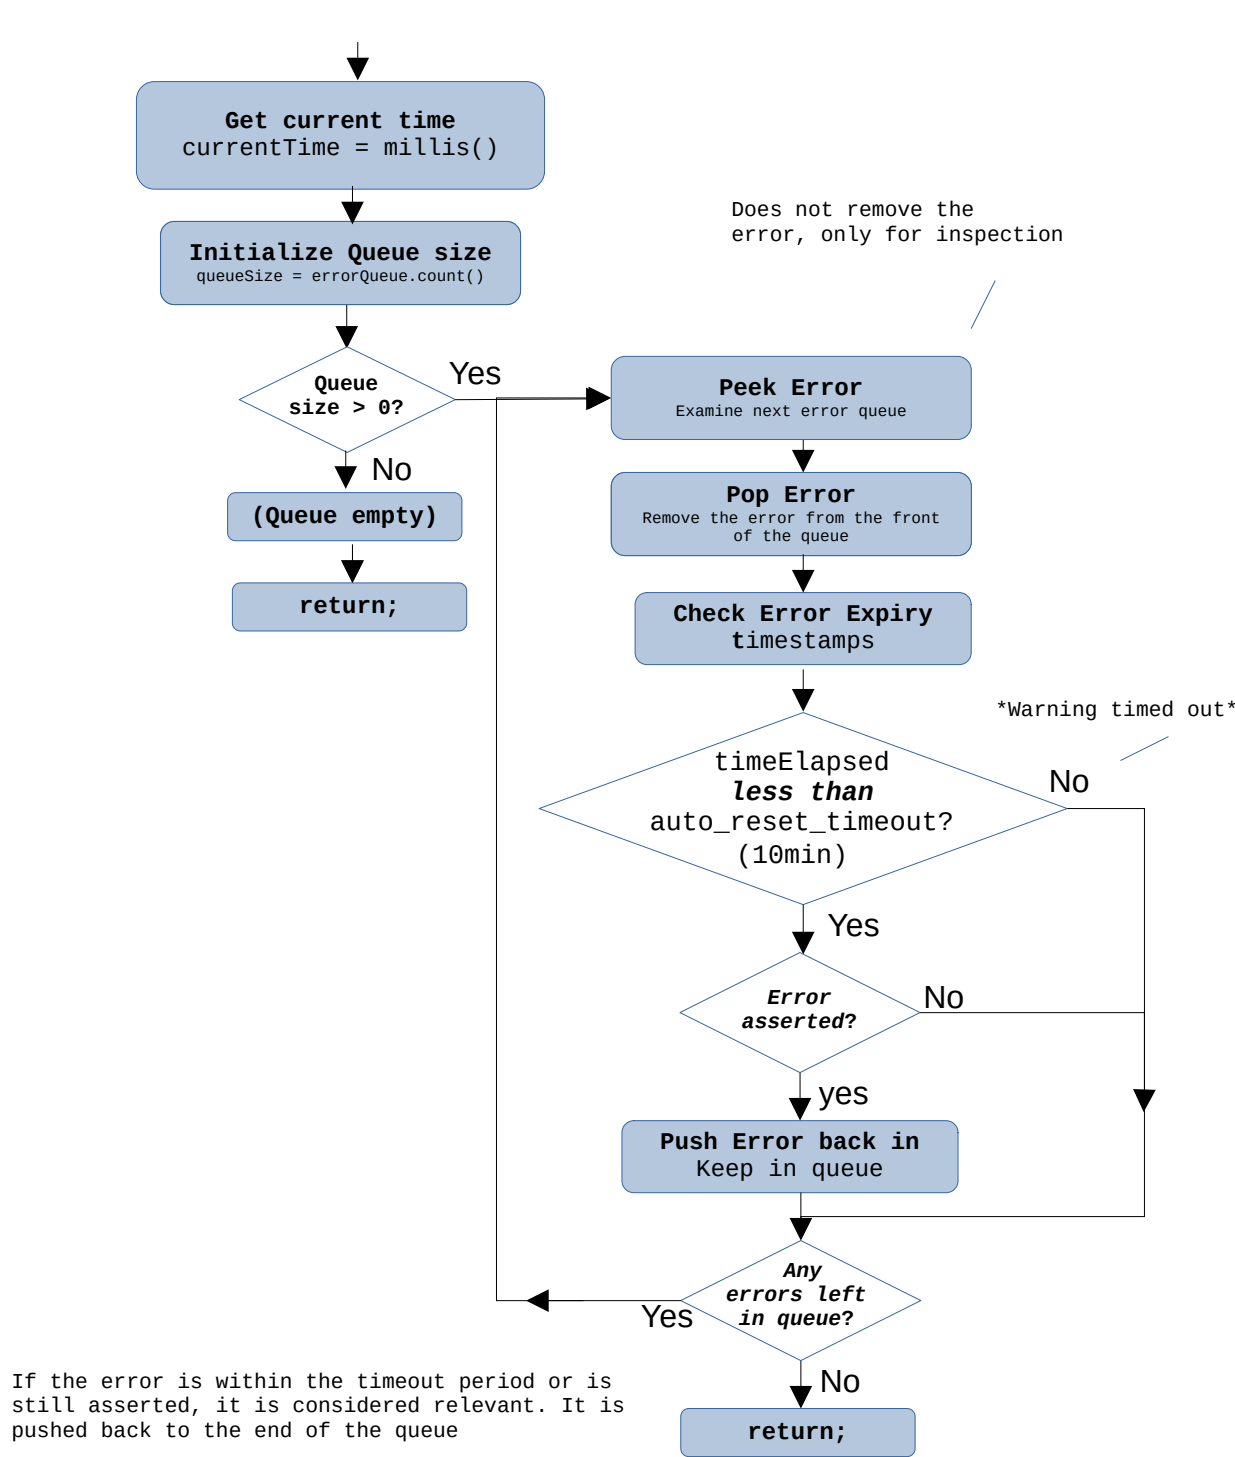 Get current time
currentTime = millis()
Initialize Queue size
queueSize = errorQueue.count()
Queue
size > 0?
Yes
No
(Queue empty)
return;
Does not remove the
error, only for inspection
Peek Error
Examine next error queue
Pop Error
Remove the error from the front
of the queue
Check Error Expiry
timestamps
*Warning timed out*
timeElapsed
less than
auto_reset_timeout?
(10min)
No
Yes
Error
asserted?
No
yes
Push Error back in
Keep in queue
Any
errors left
in queue?
Yes
No
return;
If the error is within the timeout period or is
still asserted, it is considered relevant. It is
pushed back to the end of the queue